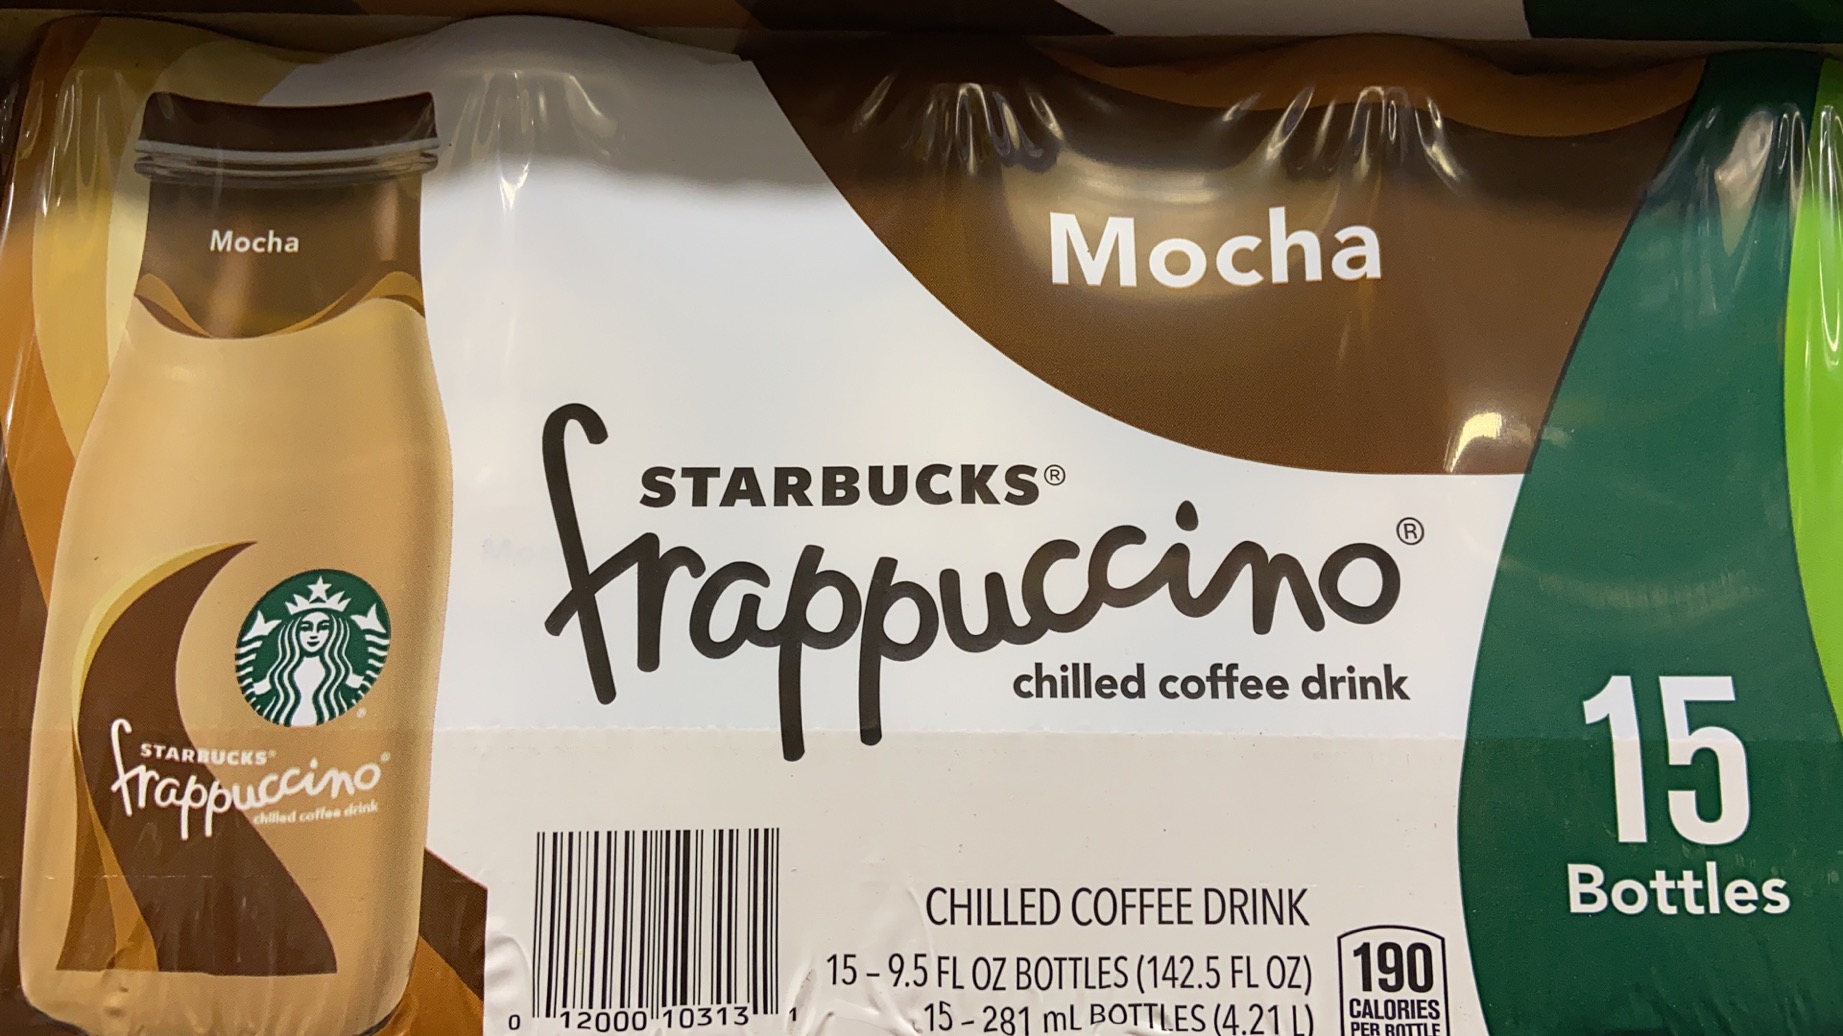 Mocha
STARBUCKS®
frappuccino®
chilled coffee drink
Mocha
STARBUCKS®
frappuccino®
chilled coffee drink
15
Bottles
0 12000 10313 1
CHILLED COFFEE DRINK
15 – 9.5 FL OZ BOTTLES (142.5 FL OZ)
15 – 281 mL BOTTLES (4.21 L)
190
CALORIES
PER BOTTLE